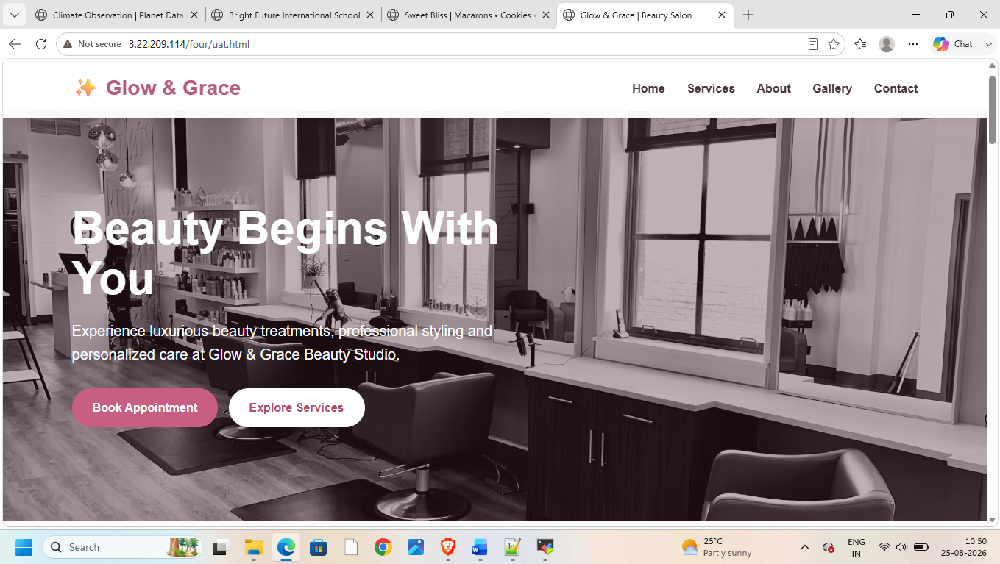 Climate Observation | Planet Data
Bright Future International School
Sweet Bliss | Macarons • Cookies •
Glow & Grace | Beauty Salon
Not secure 3.22.209.114/four/uat.html
Chat
Glow & Grace
Home Services About Gallery Contact
Beauty Begins With
You
Experience luxurious beauty treatments, professional styling and
personalized care at Glow & Grace Beauty Studio.
Book Appointment Explore Services
Search
25°C
Partly sunny
ENG
IN
10:50
25-08-2026